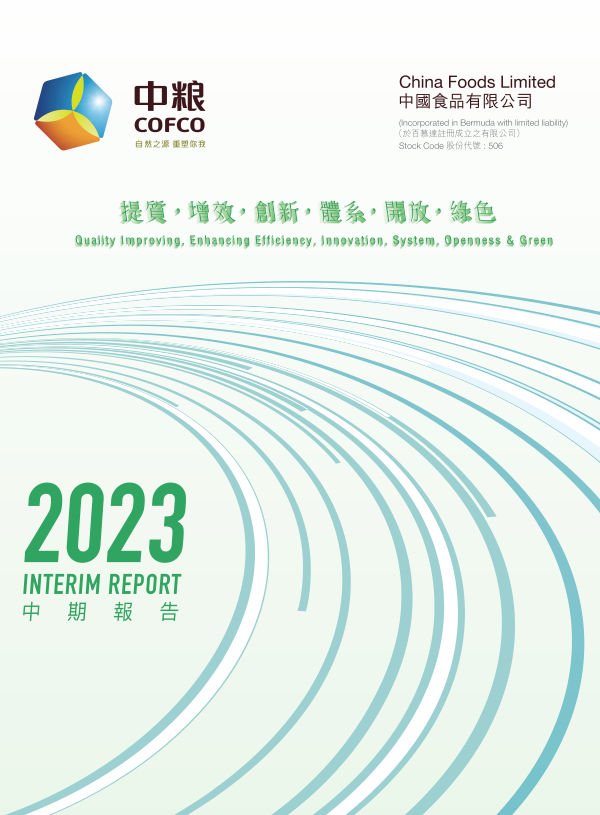 中粮
COFCO
自然之源 重塑你我
China Foods Limited
中國食品有限公司
(Incorporated in Bermuda with limited liability)
(於百慕達註冊成立之有限公司)
Stock Code 股份代號 : 506
提質，增效，創新，體系，開放，綠色
Quality Improving, Enhancing Efficiency, Innovation, System, Openness & Green
2023
INTERIM REPORT
中期報告